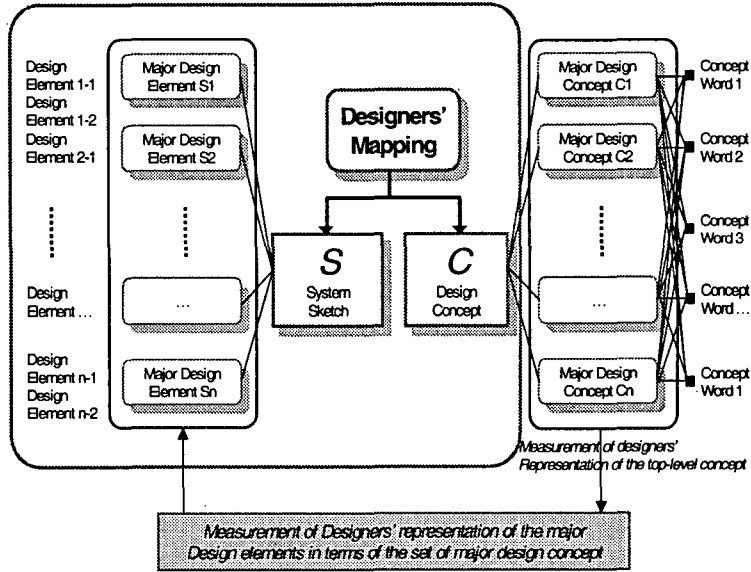 Design
Element 1-1
Design
Element 1-2
Design
Element 2-1
Design
Element ...
Design
Element n-1
Design
Element n-2
Major Design
Element S1
Major Design
Element S2
...
Major Design
Element Sn
Designers'
Mapping
S
System
Sketch
C
Design
Concept
Major Design
Concept C1
Major Design
Concept C2
...
Major Design
Concept Cn
Concept
Word 1
Concept
Word 2
Concept
Word 3
Concept
Word ...
Concept
Word 1
Measurement of designers'
Representation of the top-level concept
Measurement of Designers' representation of the major
Design elements in terms of the set of major design concept